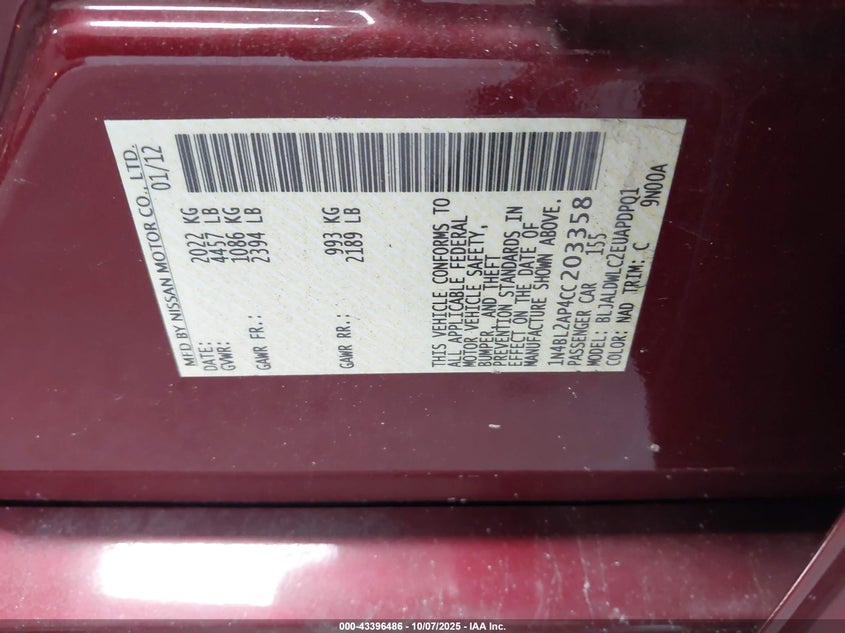 MFD BY NISSAN MOTOR CO., LTD.
DATE: 01/12
GVWR: 2022 KG
4457 LB
GAWR FR.: 1086 KG
2394 LB
GAWR RR.: 993 KG
2189 LB
THIS VEHICLE CONFORMS TO
ALL APPLICABLE FEDERAL
MOTOR VEHICLE SAFETY,
BUMPER, AND THEFT
PREVENTION STANDARDS IN
EFFECT ON THE DATE OF
MANUFACTURE SHOWN ABOVE.
1N4BL2AP4CC203358
PASSENGER CAR 155
MODEL: BLJALDWLC2EUAPDPQ1
COLOR: NAD TRIM: C 9N00A
000-43396486 - 10/07/2025 - IAA Inc.